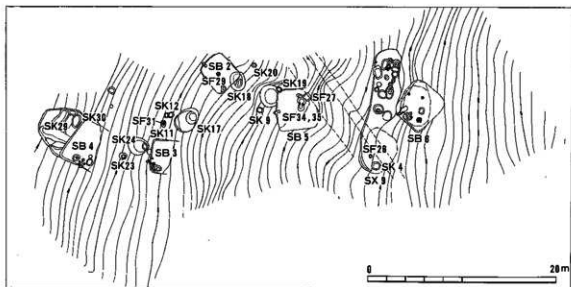 SB 2
SK20
SF29
SK18
SK19
SF27
SK12
SK30
SF31
SK 9
SF34, 35
SK29
SK11
SK17
SK24
SB 5
SB 6
SB 4
SB 3
SK23
SF28
SK 4
SX 9
0
20m